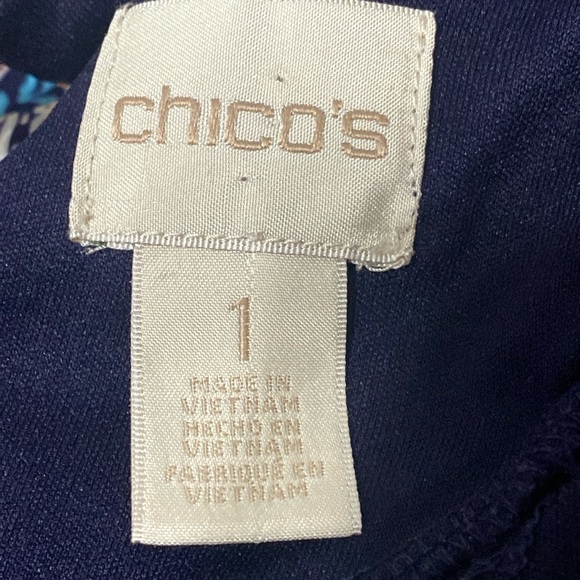 chico's
1
MADE IN
VIETNAM
HECHO EN
VIETNAM
FABRIQUÉ EN
VIETNAM